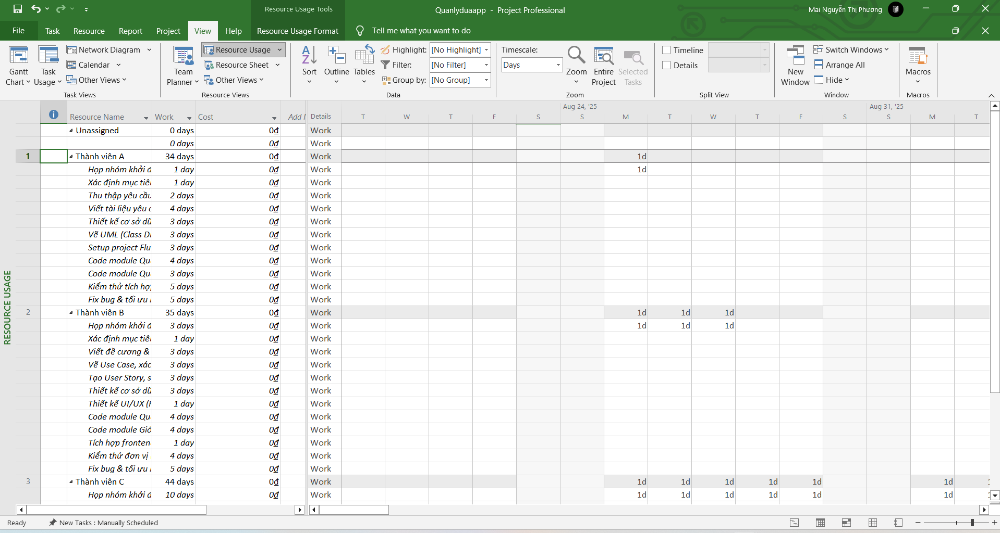 Resource Usage Tools
Quanlyduaapp - Project Professional
Mai Nguyễn Thị Phương
File Task Resource Report Project View Help Resource Usage Format Tell me what you want to do
Gantt Chart
Task Usage
Network Diagram
Calendar
Other Views
Task Views
Team Planner
Resource Usage
Resource Sheet
Other Views
Resource Views
Sort
Outline
Tables
Highlight: [No Highlight]
Filter: [No Filter]
Group by: [No Group]
Data
Timescale:
Days
Zoom
Entire Project
Selected Tasks
Zoom
Timeline
Details
Split View
New Window
Switch Windows
Arrange All
Hide
Window
Macros
Macros
Aug 24, '25 Aug 31, '25
Resource Name Work Cost Add Details T W T F S S M T W T F S S M T
Unassigned 0 days 0₫ Work
0 days 0₫ Work
1 Thành viên A 34 days 0₫ Work 1d
Họp nhóm khởi đ 1 day 0₫ Work 1d
Xác định mục tiê 1 day 0₫ Work
Thu thập yêu cầu 2 days 0₫ Work
Viết tài liệu yêu c 4 days 0₫ Work
Thiết kế cơ sở dữ 3 days 0₫ Work
Vẽ UML (Class Di 3 days 0₫ Work
Setup project Flu 3 days 0₫ Work
Code module Qu 4 days 0₫ Work
Code module Qu 3 days 0₫ Work
Kiểm thử tích hợ 5 days 0₫ Work
Fix bug & tối ưu 5 days 0₫ Work
2 Thành viên B 35 days 0₫ Work 1d 1d 1d
Họp nhóm khởi đ 3 days 0₫ Work 1d 1d 1d
Xác định mục tiê 1 day 0₫ Work
Viết đề cương & 3 days 0₫ Work
Vẽ Use Case, xác 3 days 0₫ Work
Tạo User Story, s 3 days 0₫ Work
Thiết kế cơ sở dữ 3 days 0₫ Work
Thiết kế UI/UX ( 1 day 0₫ Work
Code module Qu 4 days 0₫ Work
Code module Giỏ 4 days 0₫ Work
Tích hợp fronten 1 day 0₫ Work
Kiểm thử đơn vị 4 days 0₫ Work
Fix bug & tối ưu 5 days 0₫ Work
3 Thành viên C 44 days 0₫ Work 1d 1d 1d 1d 1d 1d
Họp nhóm khởi đ 10 days 0₫ Work 1d 1d 1d 1d 1d 1d
RESOURCE USAGE
Ready New Tasks : Manually Scheduled